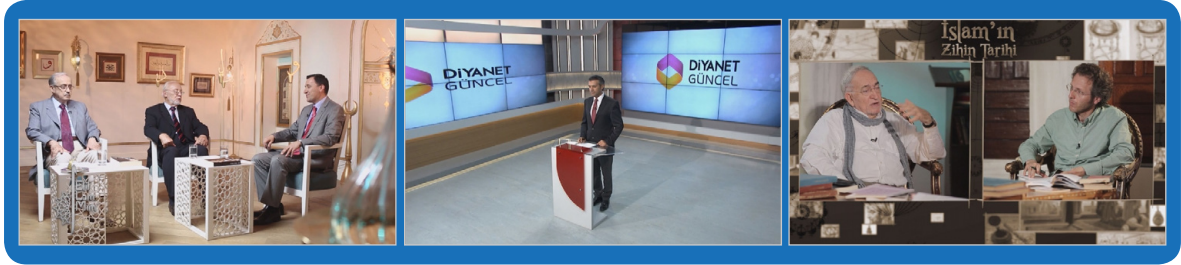 DİYANET
GÜNCEL
DİYANET
GÜNCEL
İslam'ın
Zihin Tarihi